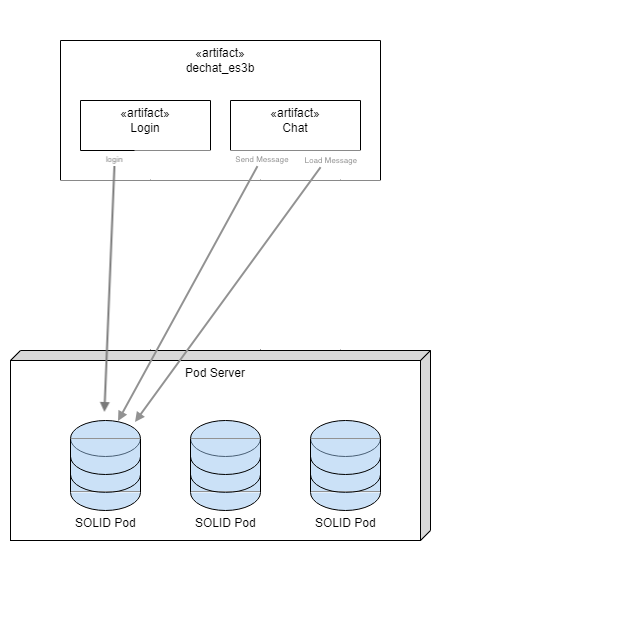 «artifact»
dechat_es3b
«artifact»
Login
«artifact»
Chat
login
Send Message
Load Message
Pod Server
SOLID Pod
SOLID Pod
SOLID Pod